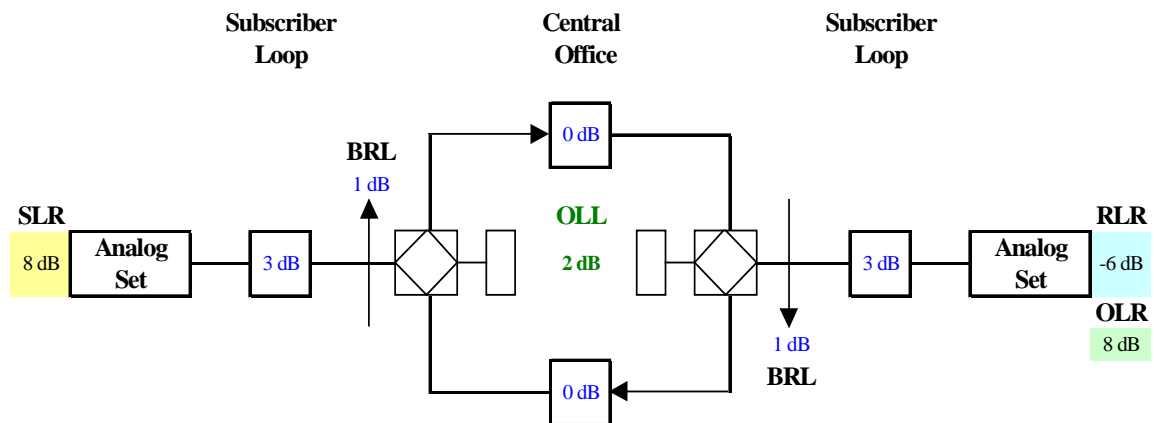 Subscriber
Loop
Central
Office
Subscriber
Loop
0 dB
BRL
1 dB
SLR
8 dB
Analog
Set
3 dB
OLL
2 dB
3 dB
Analog
Set
RLR
-6 dB
OLR
8 dB
1 dB
BRL
0 dB